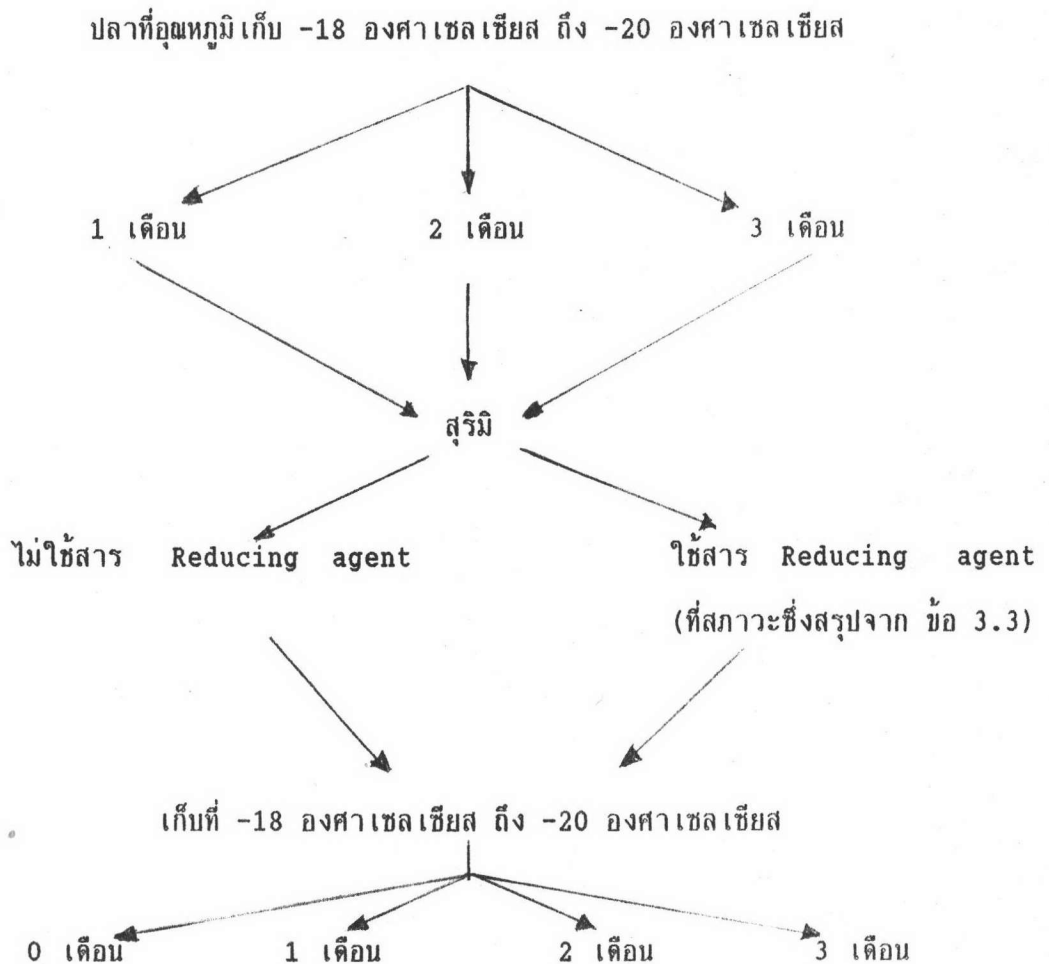 ปลาที่อุณหภูมิเก็บ -18 องศาเซลเซียส ถึง -20 องศาเซลเซียส
1 เดือน 2 เดือน 3 เดือน
สุริมิ
ไม่ใช้สาร Reducing agent ใช้สาร Reducing agent
(ที่สภาวะซึ่งสรุปจาก ข้อ 3.3)
เก็บที่ -18 องศาเซลเซียส ถึง -20 องศาเซลเซียส
0 เดือน 1 เดือน 2 เดือน 3 เดือน